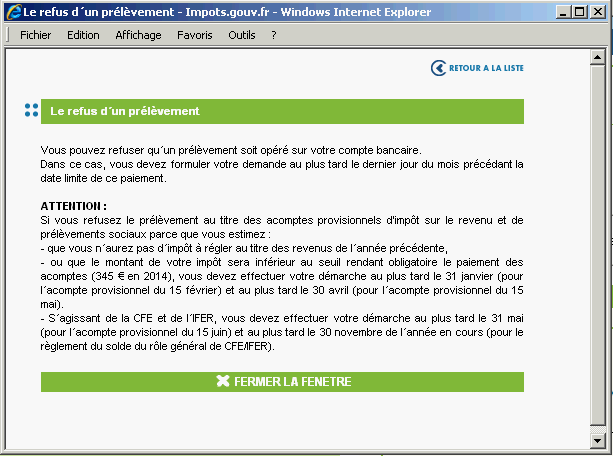 Le refus d´un prélèvement - Impots.gouv.fr - Windows Internet Explorer
Fichier Edition Affichage Favoris Outils ?
RETOUR A LA LISTE
Le refus d´un prélèvement
Vous pouvez refuser qu´un prélèvement soit opéré sur votre compte bancaire.
Dans ce cas, vous devez formuler votre demande au plus tard le dernier jour du mois précédant la
date limite de ce paiement.
ATTENTION :
Si vous refusez le prélèvement au titre des acomptes provisionnels d'impôt sur le revenu et de
prélèvements sociaux parce que vous estimez :
- que vous n´aurez pas d´impôt à régler au titre des revenus de l´année précédente,
- ou que le montant de votre impôt sera inférieur au seuil rendant obligatoire le paiement des
acomptes (345 € en 2014), vous devez effectuer votre démarche au plus tard le 31 janvier (pour
l´acompte provisionnel du 15 février) et au plus tard le 30 avril (pour l´acompte provisionnel du 15
mai).
- S´agissant de la CFE et de l´IFER, vous devez effectuer votre démarche au plus tard le 31 mai
(pour l´acompte provisionnel du 15 juin) et au plus tard le 30 novembre de l´année en cours (pour le
règlement du solde du rôle général de CFE/IFER).
FERMER LA FENETRE